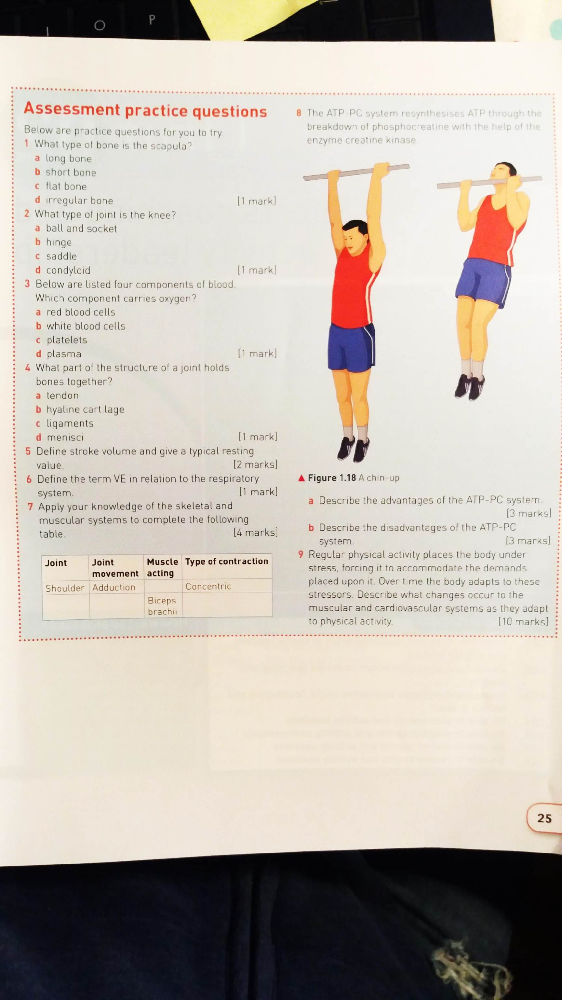 O
P
Assessment practice questions
Below are practice questions for you to try
1 What type of bone is the scapula?
a long bone
b short bone
c flat bone
d irregular bone [1 mark]
2 What type of joint is the knee?
a ball and socket
b hinge
c saddle
d condyloid [1 mark]
3 Below are listed four components of blood.
Which component carries oxygen?
a red blood cells
b white blood cells
c platelets
d plasma [1 mark]
4 What part of the structure of a joint holds
bones together?
a tendon
b hyaline cartilage
c ligaments
d menisci [1 mark]
5 Define stroke volume and give a typical resting
value. [2 marks]
6 Define the term VE in relation to the respiratory
system. [1 mark]
7 Apply your knowledge of the skeletal and
muscular systems to complete the following
table. [4 marks]
Joint Joint Muscle Type of contraction
movement acting
Shoulder Adduction Concentric
Biceps
brachii
8 The ATP-PC system resynthesises ATP through the
breakdown of phosphocreatine with the help of the
enzyme creatine kinase.
▲ Figure 1.18 A chin-up
a Describe the advantages of the ATP-PC system.
[3 marks]
b Describe the disadvantages of the ATP-PC
system. [3 marks]
9 Regular physical activity places the body under
stress, forcing it to accommodate the demands
placed upon it. Over time the body adapts to these
stressors. Describe what changes occur to the
muscular and cardiovascular systems as they adapt
to physical activity. [10 marks]
25